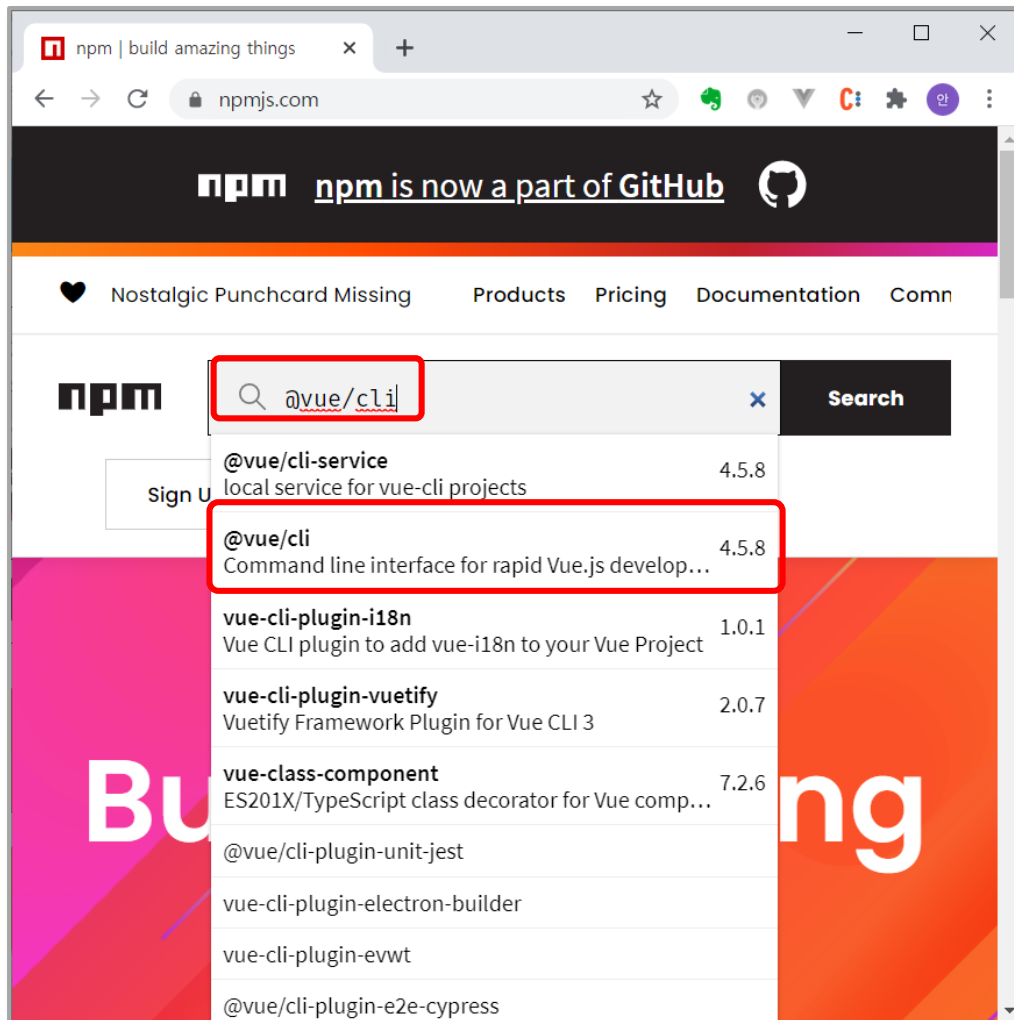 npm | build amazing things
npmjs.com
안
npm npm is now a part of GitHub
Nostalgic Punchcard Missing Products Pricing Documentation Comm
npm @vue/cli Search
@vue/cli-service 4.5.8
local service for vue-cli projects
Sign U
@vue/cli 4.5.8
Command line interface for rapid Vue.js develop...
vue-cli-plugin-i18n 1.0.1
Vue CLI plugin to add vue-i18n to your Vue Project
vue-cli-plugin-vuetify 2.0.7
Vuetify Framework Plugin for Vue CLI 3
vue-class-component 7.2.6
ES201X/TypeScript class decorator for Vue comp...
Bu ng
@vue/cli-plugin-unit-jest
vue-cli-plugin-electron-builder
vue-cli-plugin-evwt
@vue/cli-plugin-e2e-cypress